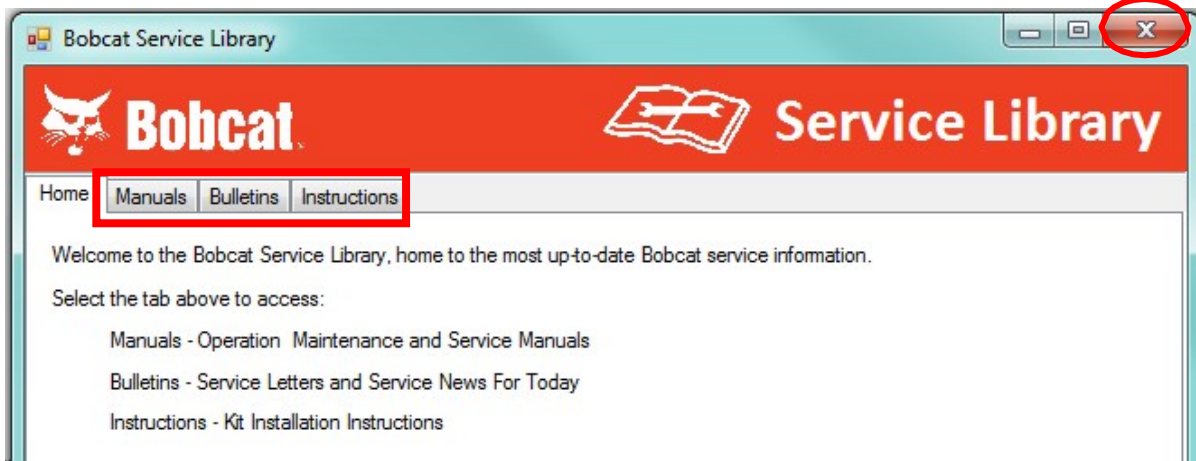 Bobcat Service Library
Bobcat.
Service Library
Home Manuals Bulletins Instructions
Welcome to the Bobcat Service Library, home to the most up-to-date Bobcat service information.
Select the tab above to access:
Manuals - Operation  Maintenance and Service Manuals
Bulletins - Service Letters and Service News For Today
Instructions - Kit Installation Instructions